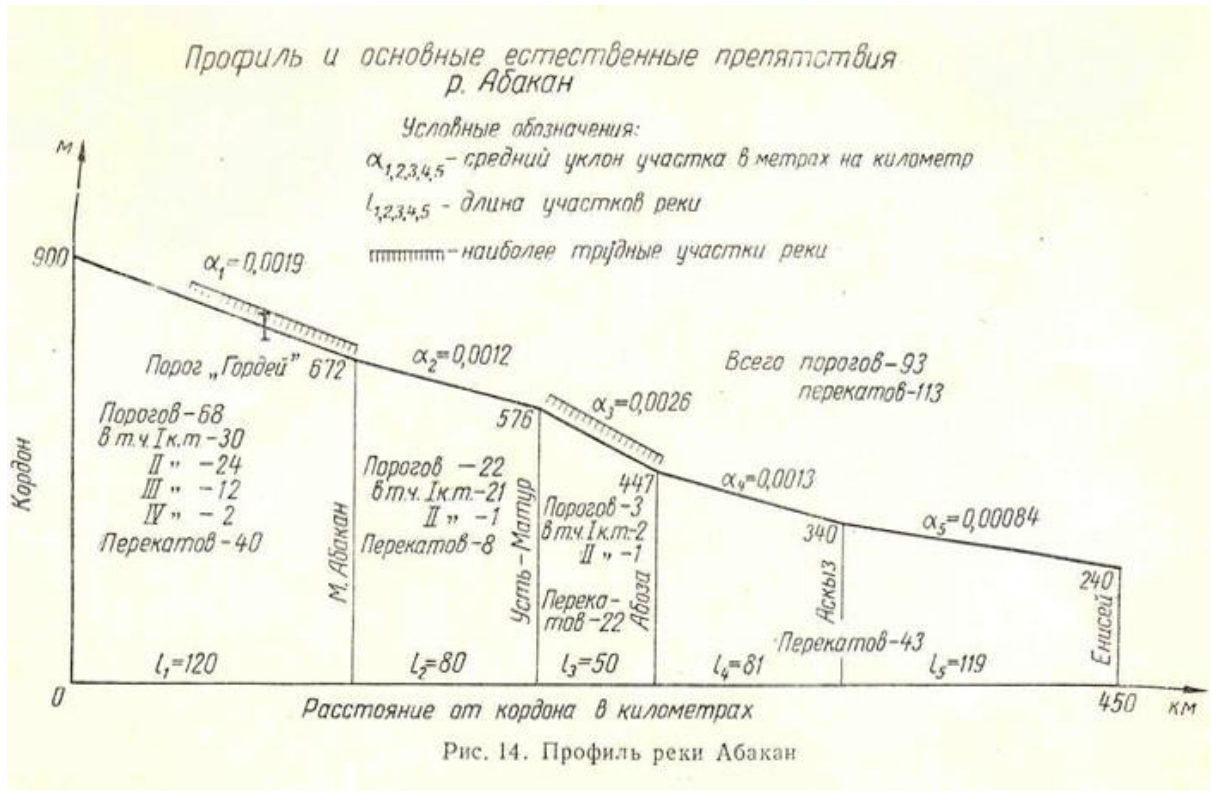 Профиль и основные естественные препятствия
р. Абакан
Условные обозначения:
α1,2,3,4,5 - средний уклон участка в метрах на километр
l1,2,3,4,5 - длина участков реки
-наиболее трудные участки реки
м
900
α1=0,0019
Порог „Гордей" 672
α2=0,0012
Всего порогов-93
перекатов-113
576
α3=0,0026
447
α4=0,0013
340
α5=0,00084
240
Кордон
Порогов-68
в т.ч. I к.т-30
II " -24
III " -12
IV " - 2
Перекатов-40
М. Абакан
Порогов -22
в т.ч. I к.т.-21
II " -1
Перекатов-8
Усть-Матур
Порогов-3
в т.ч. I к.т-2
II " -1
Перека-
тов-22
Абоза
Аскыз
Перекатов-43
Енисей
l1=120
l2=80
l3=50
l4=81
l5=119
0
Расстояние от кордона в километрах
450
км
Рис. 14. Профиль реки Абакан